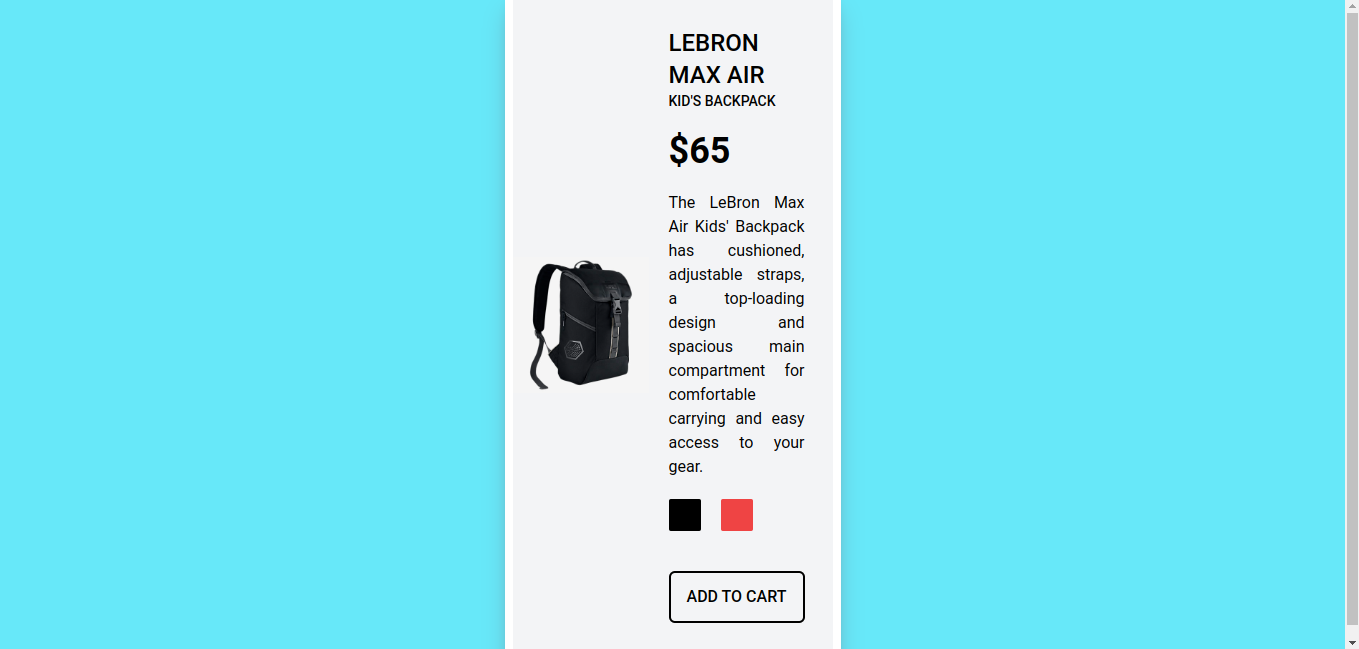 LEBRON
MAX AIR
KID'S BACKPACK
$65
The LeBron Max
Air Kids' Backpack
has cushioned,
adjustable straps,
a top-loading
design and
spacious main
compartment for
comfortable
carrying and easy
access to your
gear.
ADD TO CART